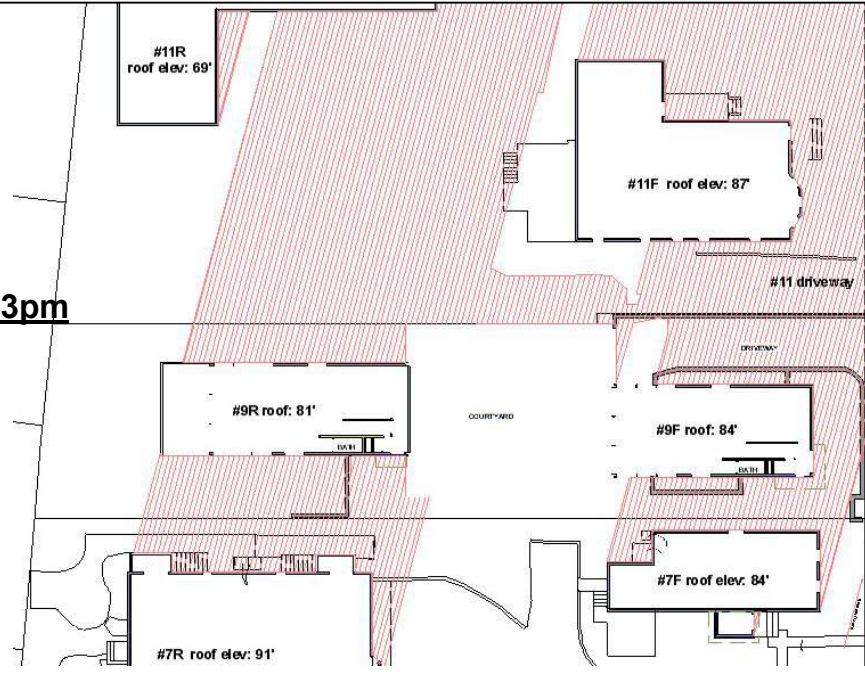 #11R
roof elev: 69'
#11F roof elev: 87'
#11 driveway
3pm
DRIVEWAY
#9R roof: 81'
COURTYARD
#9F roof: 84'
BATH
BATH
#7F roof elev: 84'
#7R roof elev: 91'